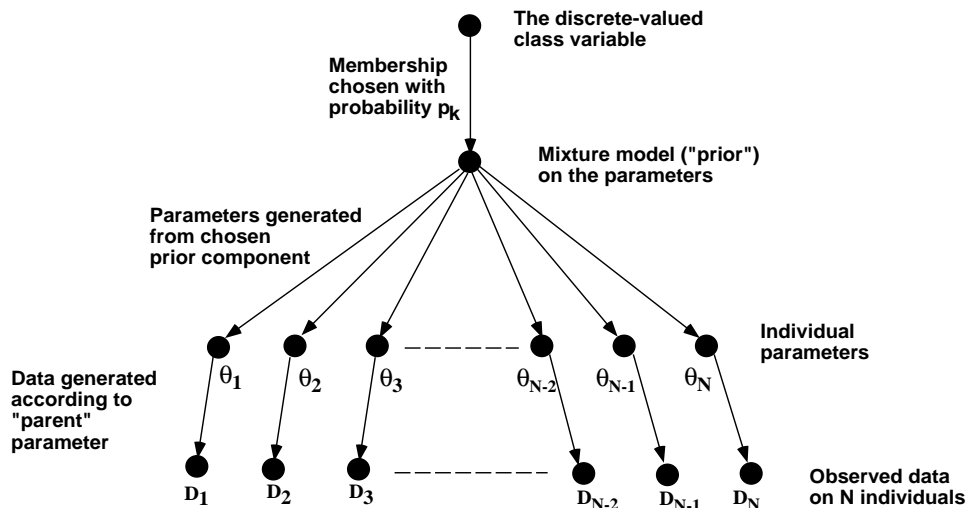 The discrete-valued
class variable
Membership
chosen with
probability pk
Mixture model ("prior")
on the parameters
Parameters generated
from chosen
prior component
Individual
parameters
θ1 θ2 θ3 θN-2 θN-1 θN
Data generated
according to
"parent"
parameter
D1 D2 D3 DN-2 DN-1 DN
Observed data
on N individuals